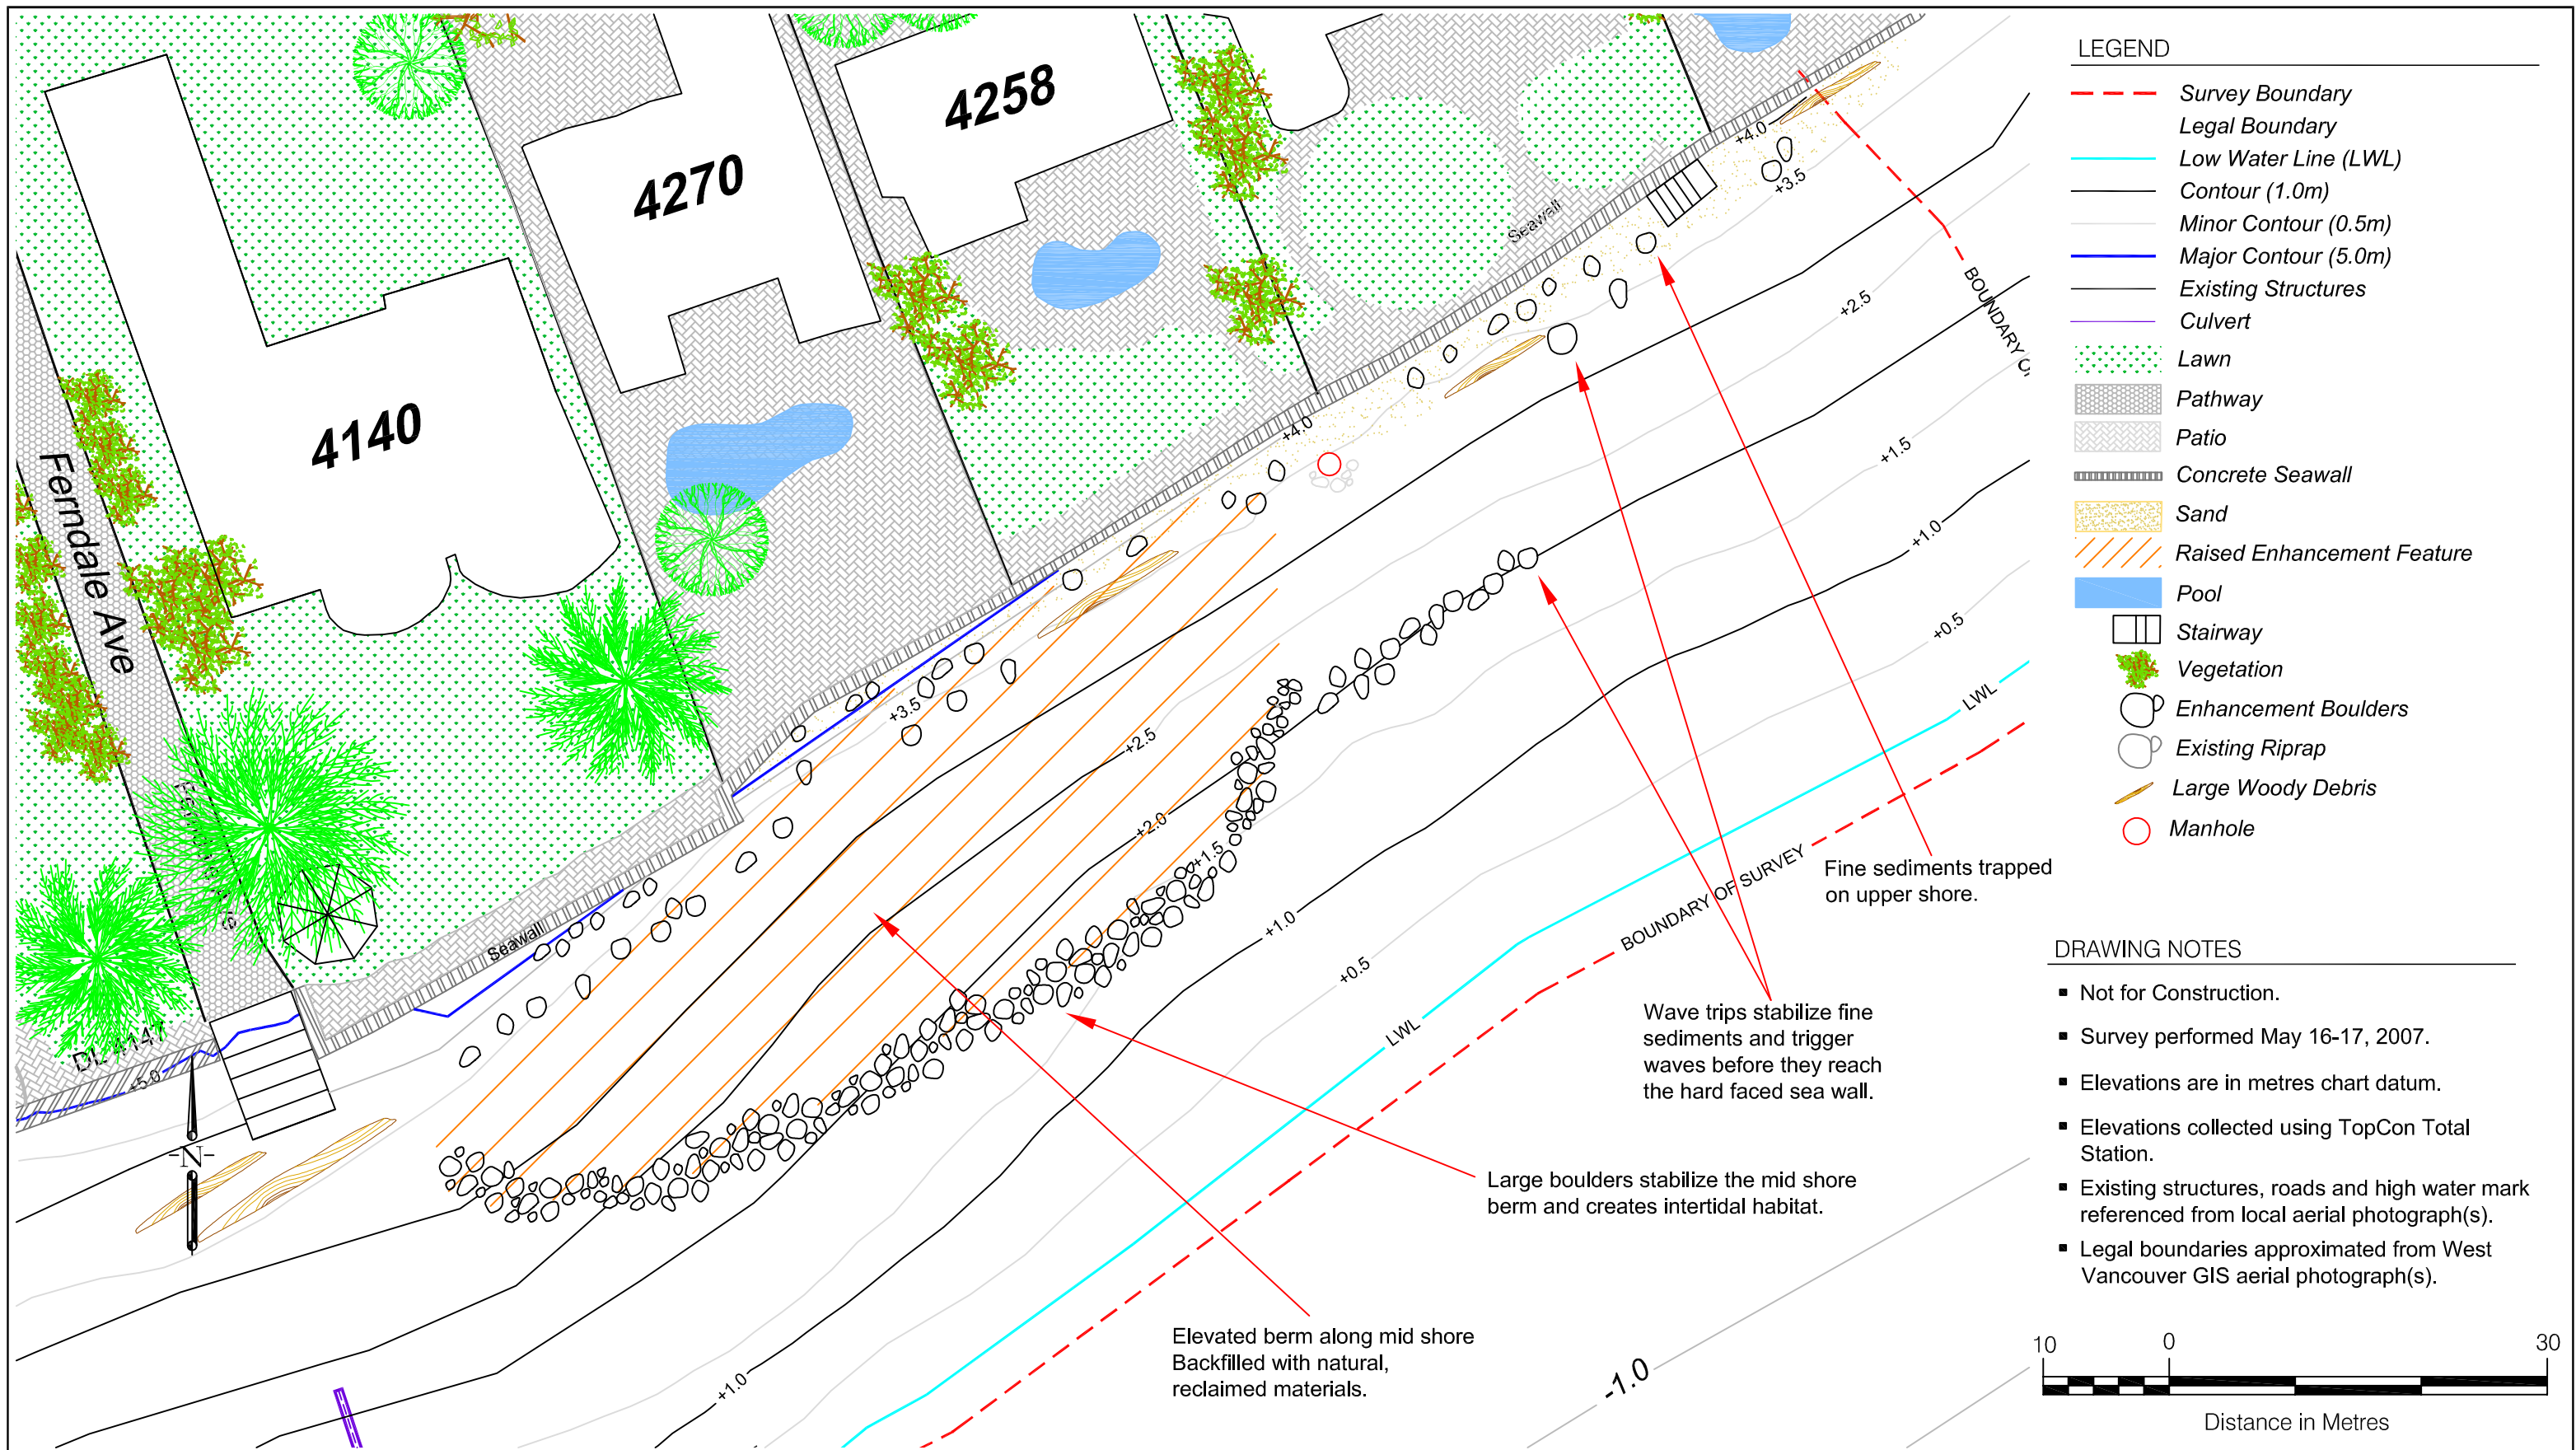 4140
4270
4258
Ferndale Ave
Seawall
Seawall
+4.0
+3.5
+2.5
+1.5
+1.0
+0.5
LWL
+4.0
+3.5
+2.5
+2.0
+1.5
+1.0
+0.5
LWL
+5.0
+1.0
-1.0
-N-
BOUNDARY OF SURVEY
BOUNDARY
Fine sediments trapped
on upper shore.
Wave trips stabilize fine
sediments and trigger
waves before they reach
the hard faced sea wall.
Large boulders stabilize the mid shore
berm and creates intertidal habitat.
Elevated berm along mid shore
Backfilled with natural,
reclaimed materials.
LEGEND
Survey Boundary
Legal Boundary
Low Water Line (LWL)
Contour (1.0m)
Minor Contour (0.5m)
Major Contour (5.0m)
Existing Structures
Culvert
Lawn
Pathway
Patio
Concrete Seawall
Sand
Raised Enhancement Feature
Pool
Stairway
Vegetation
Enhancement Boulders
Existing Riprap
Large Woody Debris
Manhole
DRAWING NOTES
▪ Not for Construction.
▪ Survey performed May 16-17, 2007.
▪ Elevations are in metres chart datum.
▪ Elevations collected using TopCon Total
Station.
▪ Existing structures, roads and high water mark
referenced from local aerial photograph(s).
▪ Legal boundaries approximated from West
Vancouver GIS aerial photograph(s).
10 0 30
Distance in Metres